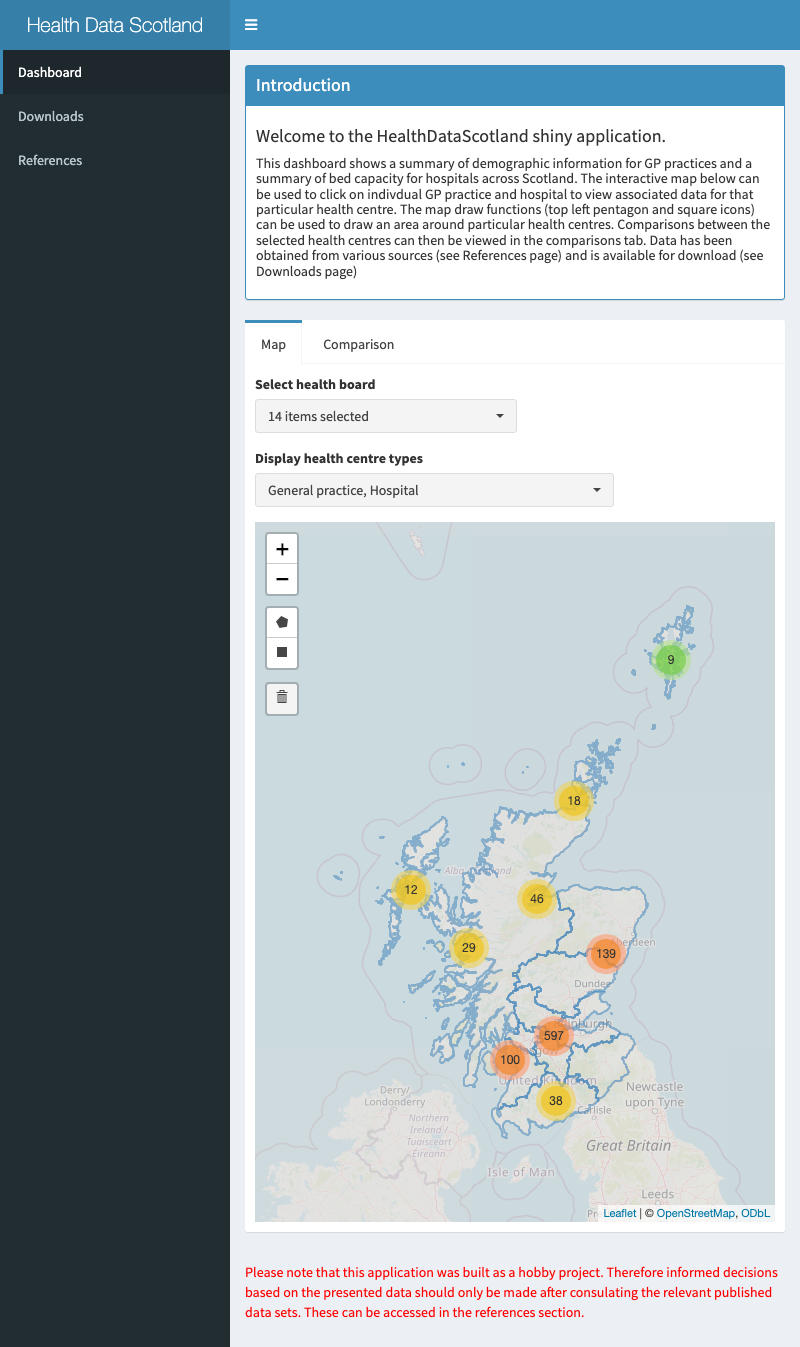 Health Data Scotland
Dashboard
Downloads
References
Introduction
Welcome to the HealthDataScotland shiny application.
This dashboard shows a summary of demographic information for GP practices and a
summary of bed capacity for hospitals across Scotland. The interactive map below can
be used to click on indivdual GP practice and hospital to view associated data for that
particular health centre. The map draw functions (top left pentagon and square icons)
can be used to draw an area around particular health centres. Comparisons between the
selected health centres can then be viewed in the comparisons tab. Data has been
obtained from various sources (see References page) and is available for download (see
Downloads page)
Map Comparison
Select health board
14 items selected
Display health centre types
General practice, Hospital
+
−
9
18
12
46
29
139
Dundee
597
100
38
Derry/
Londonderry
Newcastle
upon Tyne
Carlisle
Northern
Ireland /
Tuaisceart
Éireann
Great Britain
Isle of Man
Leeds
Leaflet | © OpenStreetMap, ODbL
Please note that this application was built as a hobby project. Therefore informed decisions
based on the presented data should only be made after consulating the relevant published
data sets. These can be accessed in the references section.